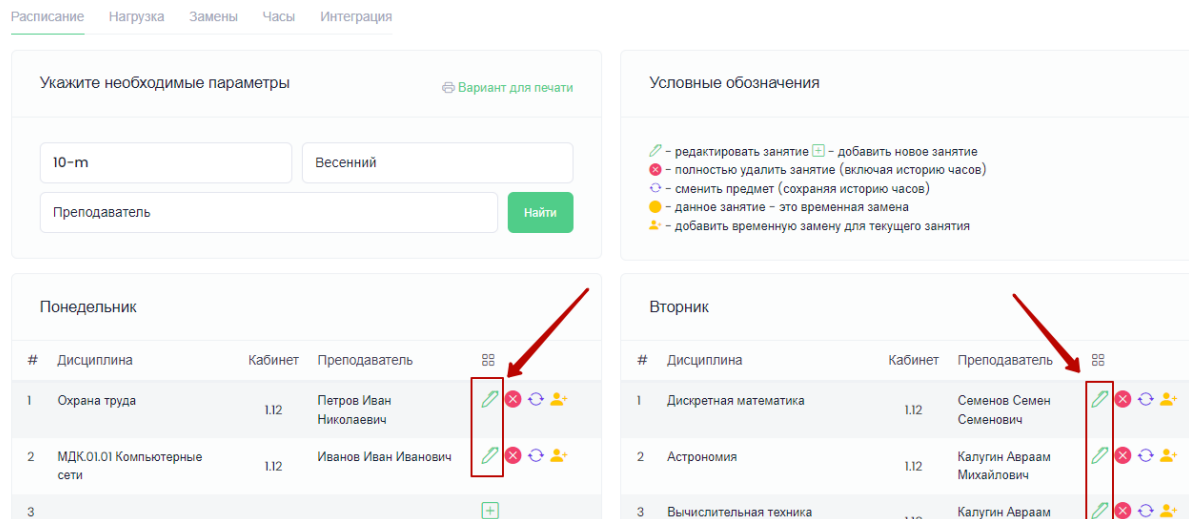 Расписание Нагрузка Замены Часы Интеграция
Укажите необходимые параметры
Вариант для печати
10-m
Весенний
Преподаватель
Найти
Условные обозначения
– редактировать занятие – добавить новое занятие
– полностью удалить занятие (включая историю часов)
– сменить предмет (сохраняя историю часов)
– данное занятие – это временная замена
– добавить временную замену для текущего занятия
Понедельник
# Дисциплина Кабинет Преподаватель
1 Охрана труда 1.12 Петров Иван
Николаевич
2 МДК.01.01 Компьютерные 1.12 Иванов Иван Иванович
сети
3
Вторник
# Дисциплина Кабинет Преподаватель
1 Дискретная математика 1.12 Семенов Семен
Семенович
2 Астрономия 1.12 Калугин Авраам
Михайлович
3 Вычислительная техника Калугин Авраам